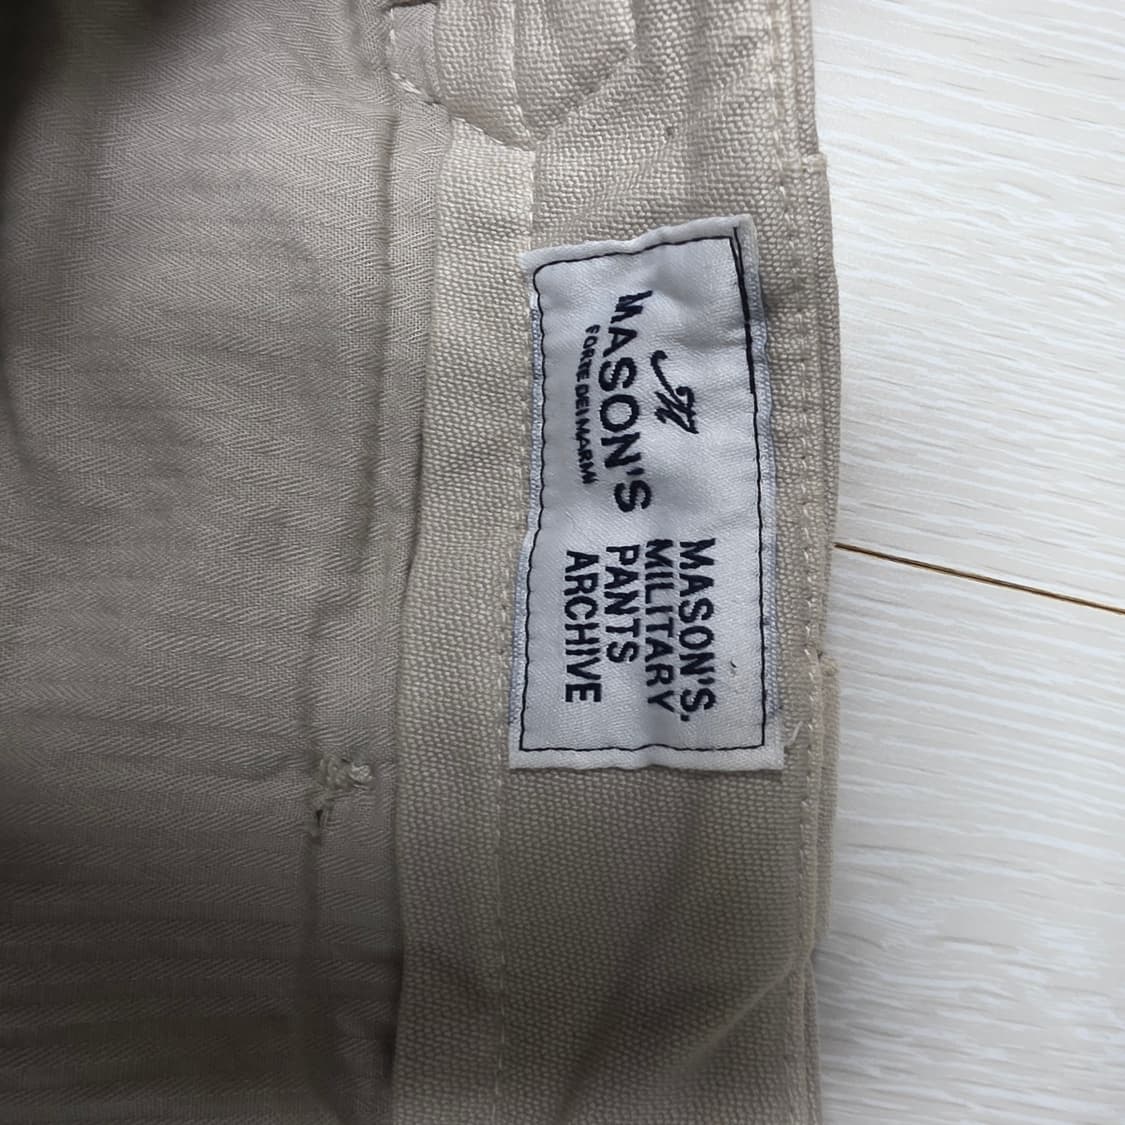 M
MASON'S
FORTE DEI MARMI
MASON'S.
MILITARY
PANTS
ARCHIVE